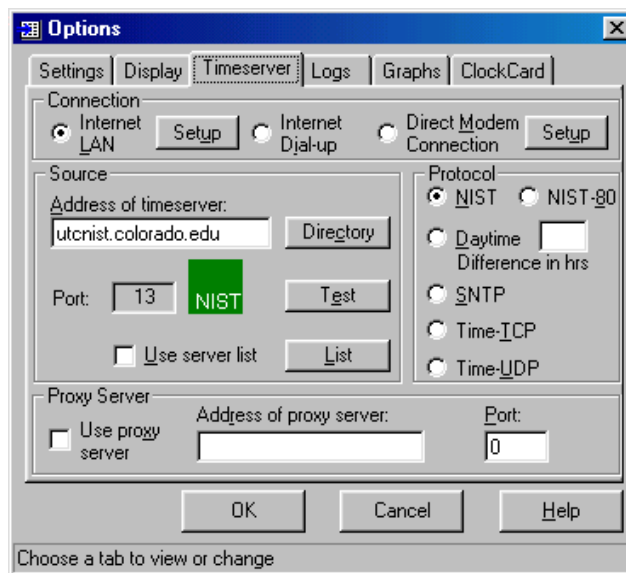 Options
Settings Display Timeserver Logs Graphs ClockCard
Connection
Internet LAN Setup Internet Dial-up Direct Modem Connection Setup
Source
Address of timeserver:
utcnist.colorado.edu Directory
Port: 13 NIST Test
Use server list List
Protocol
NIST NIST-80
Daytime
Difference in hrs
SNTP
Time-TCP
Time-UDP
Proxy Server
Use proxy server
Address of proxy server:
Port:
0
OK Cancel Help
Choose a tab to view or change